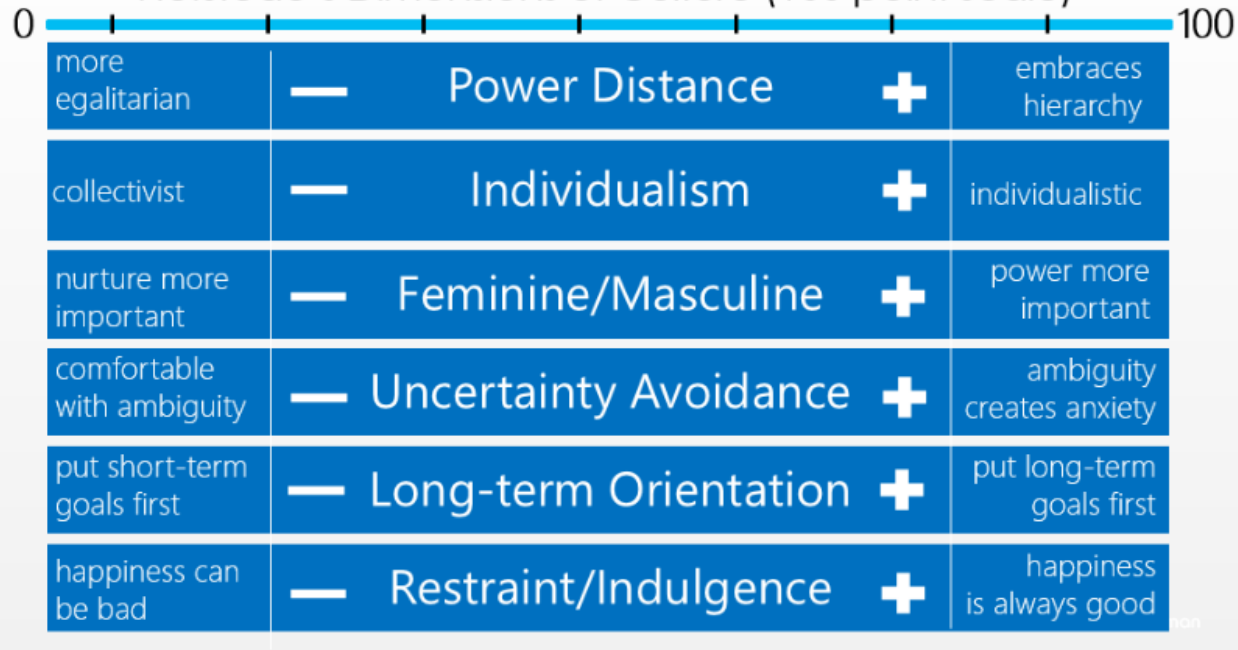 0 100
more
egalitarian
— Power Distance +
embraces
hierarchy
collectivist
— Individualism +
individualistic
nurture more
important
— Feminine/Masculine +
power more
important
comfortable
with ambiguity
— Uncertainty Avoidance +
ambiguity
creates anxiety
put short-term
goals first
— Long-term Orientation +
put long-term
goals first
happiness can
be bad
— Restraint/Indulgence +
happiness
is always good